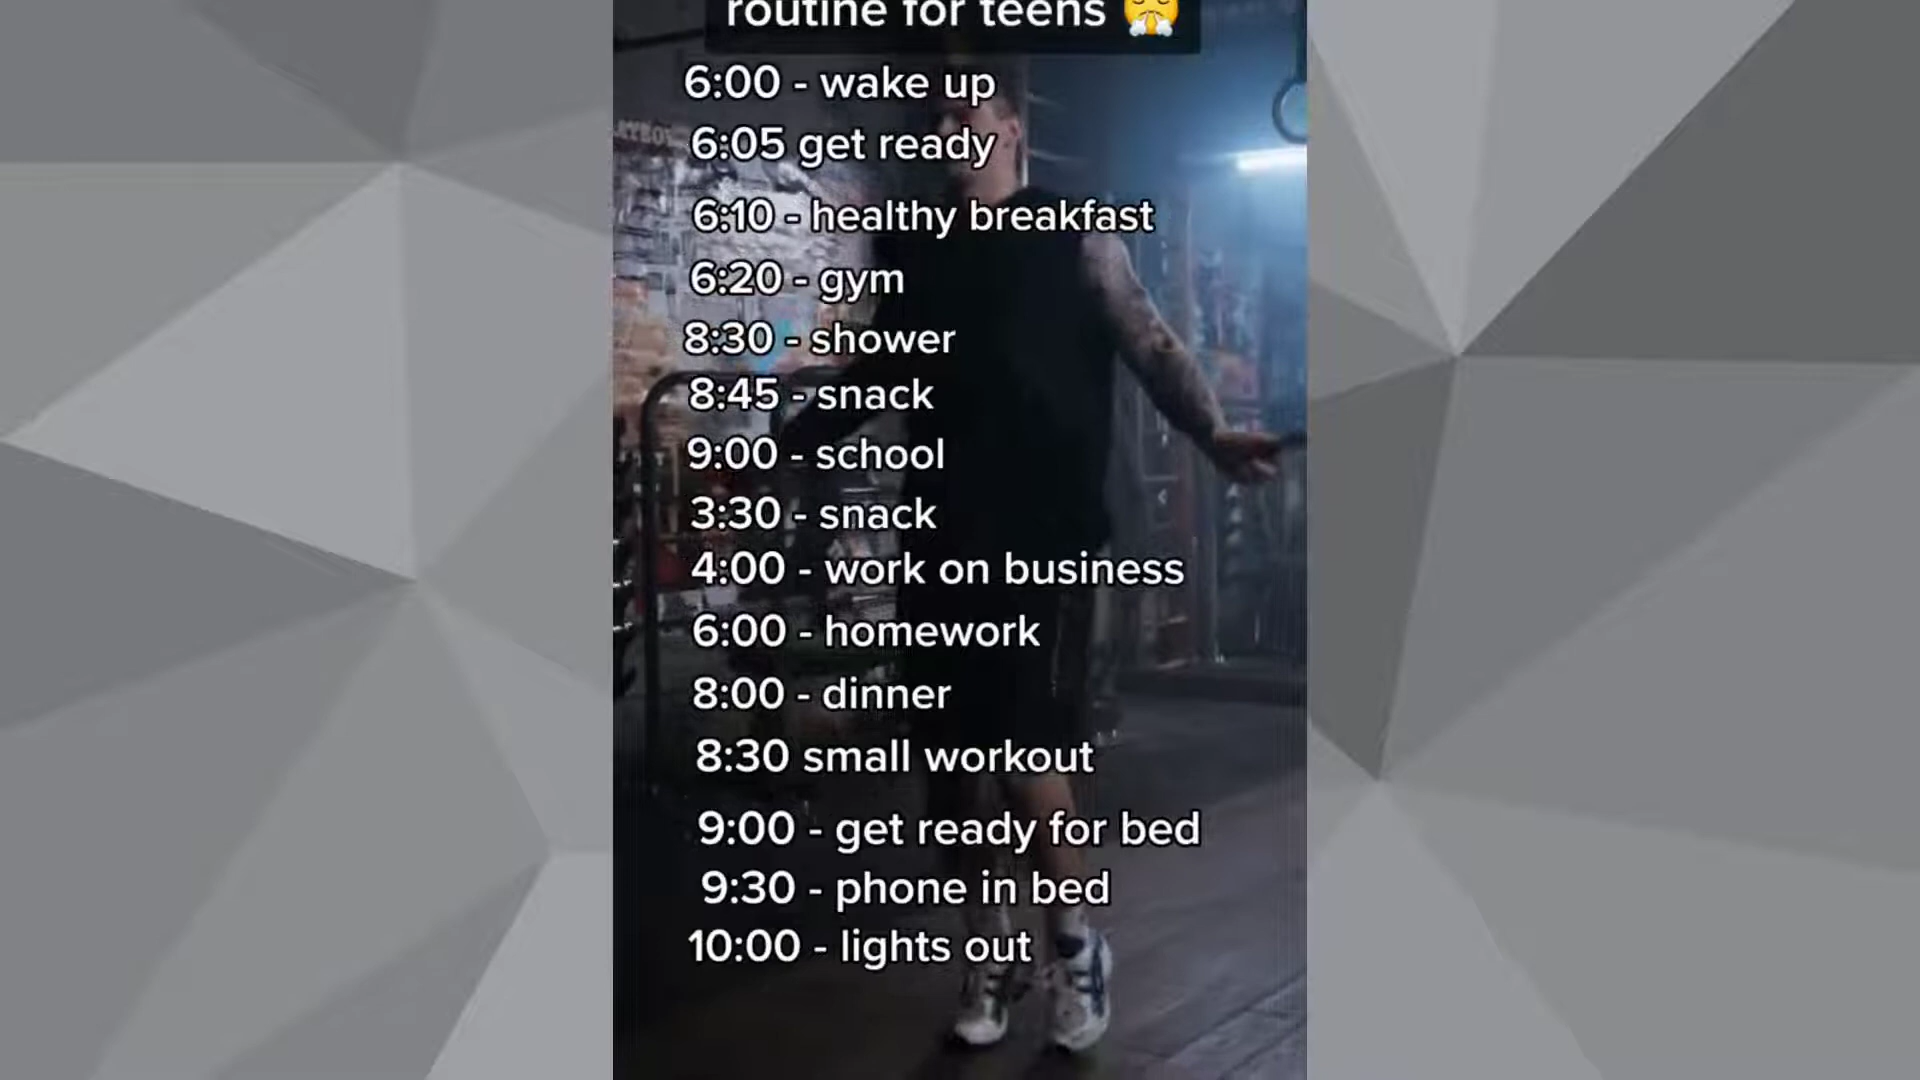 routine for teens 😤
6:00 - wake up
6:05 get ready
6:10 - healthy breakfast
6:20 - gym
8:30 - shower
8:45 - snack
9:00 - school
3:30 - snack
4:00 - work on business
6:00 - homework
8:00 - dinner
8:30 small workout
9:00 - get ready for bed
9:30 - phone in bed
10:00 - lights out